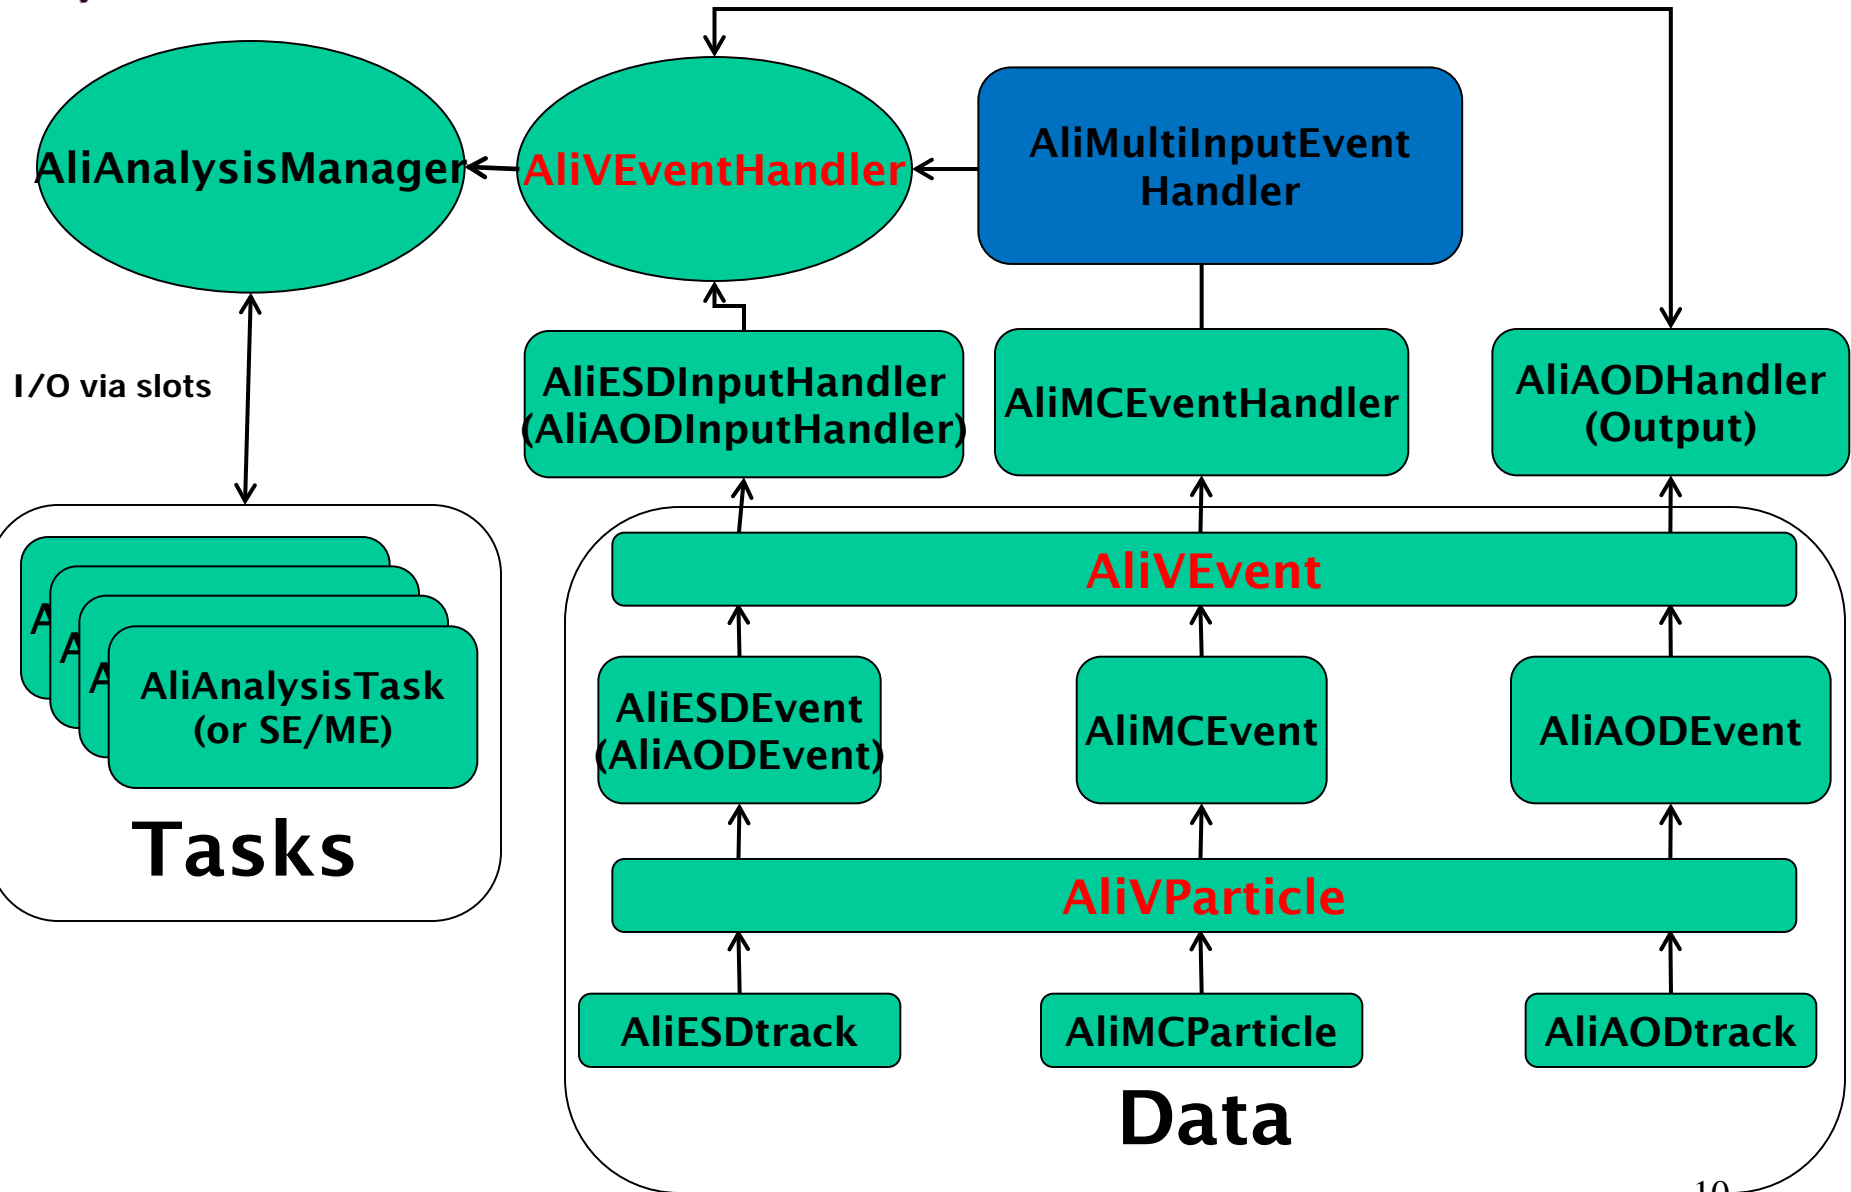 AliAnalysisManager
AliVEventHandler
AliMultiInputEvent
Handler
I/O via slots
AliESDInputHandler
(AliAODInputHandler)
AliMCEventHandler
AliAODHandler
(Output)
AliVEvent
A
A
A
AliAnalysisTask
(or SE/ME)
Tasks
AliESDEvent
(AliAODEvent)
AliMCEvent
AliAODEvent
AliVParticle
AliESDtrack
AliMCParticle
AliAODtrack
Data
10